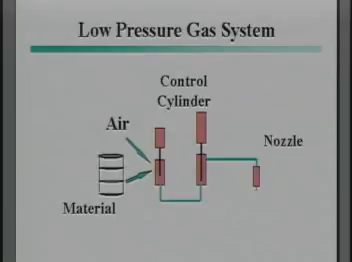 Low Pressure Gas System
Control
Cylinder
Air
Nozzle
Material